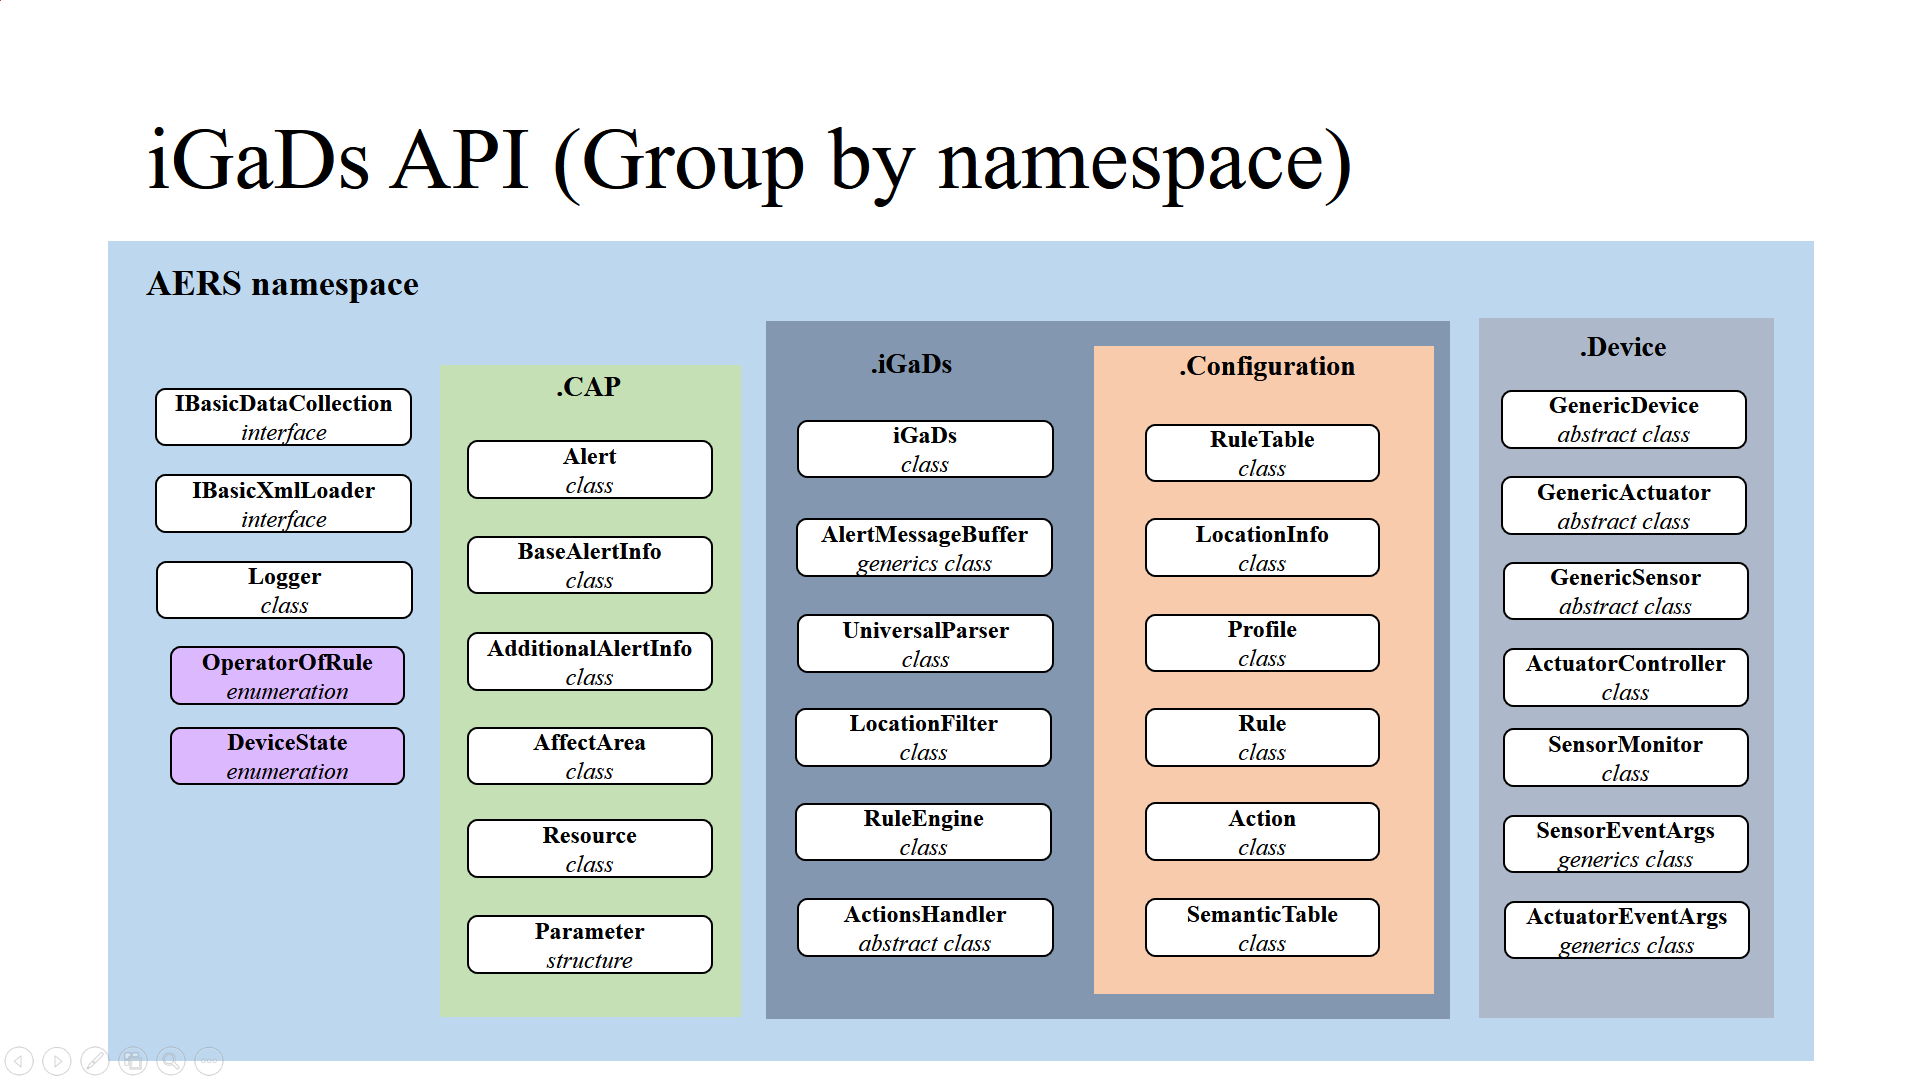 iGaDs API (Group by namespace)
AERS namespace
IBasicDataCollection
interface
IBasicXmlLoader
interface
Logger
class
OperatorOfRule
enumeration
DeviceState
enumeration
.CAP
Alert
class
BaseAlertInfo
class
AdditionalAlertInfo
class
AffectArea
class
Resource
class
Parameter
structure
.iGaDs
iGaDs
class
AlertMessageBuffer
generics class
UniversalParser
class
LocationFilter
class
RuleEngine
class
ActionsHandler
abstract class
.Configuration
RuleTable
class
LocationInfo
class
Profile
class
Rule
class
Action
class
SemanticTable
class
.Device
GenericDevice
abstract class
GenericActuator
abstract class
GenericSensor
abstract class
ActuatorController
class
SensorMonitor
class
SensorEventArgs
generics class
ActuatorEventArgs
generics class